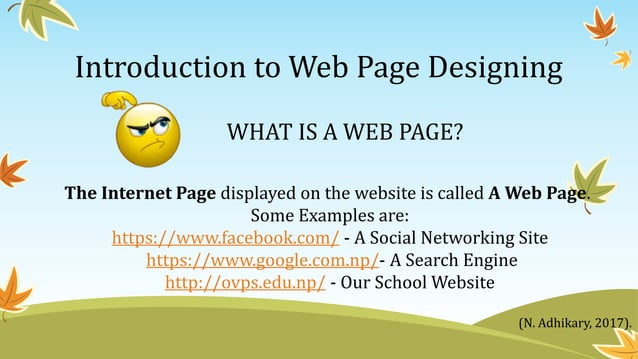 Introduction to Web Page Designing
WHAT IS A WEB PAGE?
The Internet Page displayed on the website is called A Web Page.
Some Examples are:
https://www.facebook.com/ - A Social Networking Site
https://www.google.com.np/- A Search Engine
http://ovps.edu.np/ - Our School Website
(N. Adhikary, 2017).